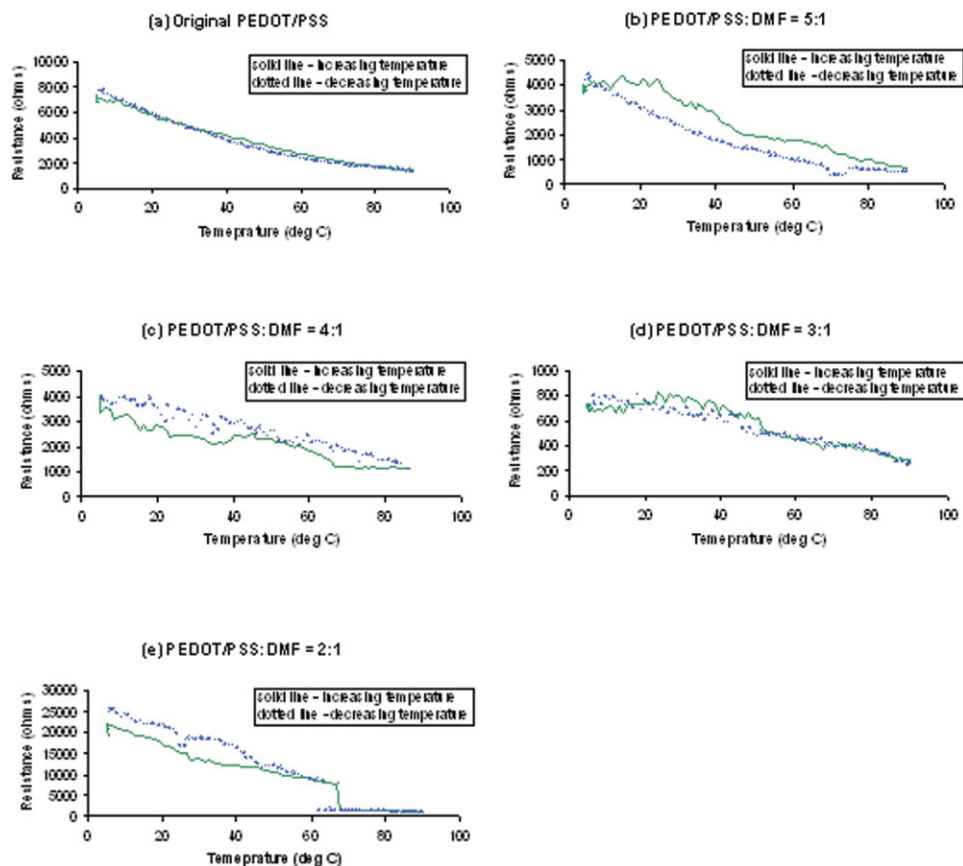 (a) Original PEDOT/PSS
solid line – increasing temperature
dotted line – decreasing temperature
Resistance (ohms)
10000
8000
6000
4000
2000
0
0 20 40 60 80 100
Temeprature (deg C)
(b) PEDOT/PSS: DMF = 5:1
solid line – increasing temperature
dotted line – decreasing temperature
Resistance (ohms)
5000
4000
3000
2000
1000
0
0 20 40 60 80 100
Temperature (deg C)
(c) PEDOT/PSS: DMF = 4:1
solid line – increasing temperature
dotted line – decreasing temperature
Resistance (ohms)
5000
4000
3000
2000
1000
0
0 20 40 60 80 100
Temperature (deg C)
(d) PEDOT/PSS: DMF = 3:1
solid line – increasing temperature
dotted line – decreasing temperature
Resistance (ohms)
1000
800
600
400
200
0
0 20 40 60 80 100
Temeprature (deg C)
(e) PEDOT/PSS: DMF = 2:1
solid line – increasing temperature
dotted line – decreasing temperature
Resistance (ohms)
30000
25000
20000
15000
10000
5000
0
0 20 40 60 80 100
Temeprature (deg C)